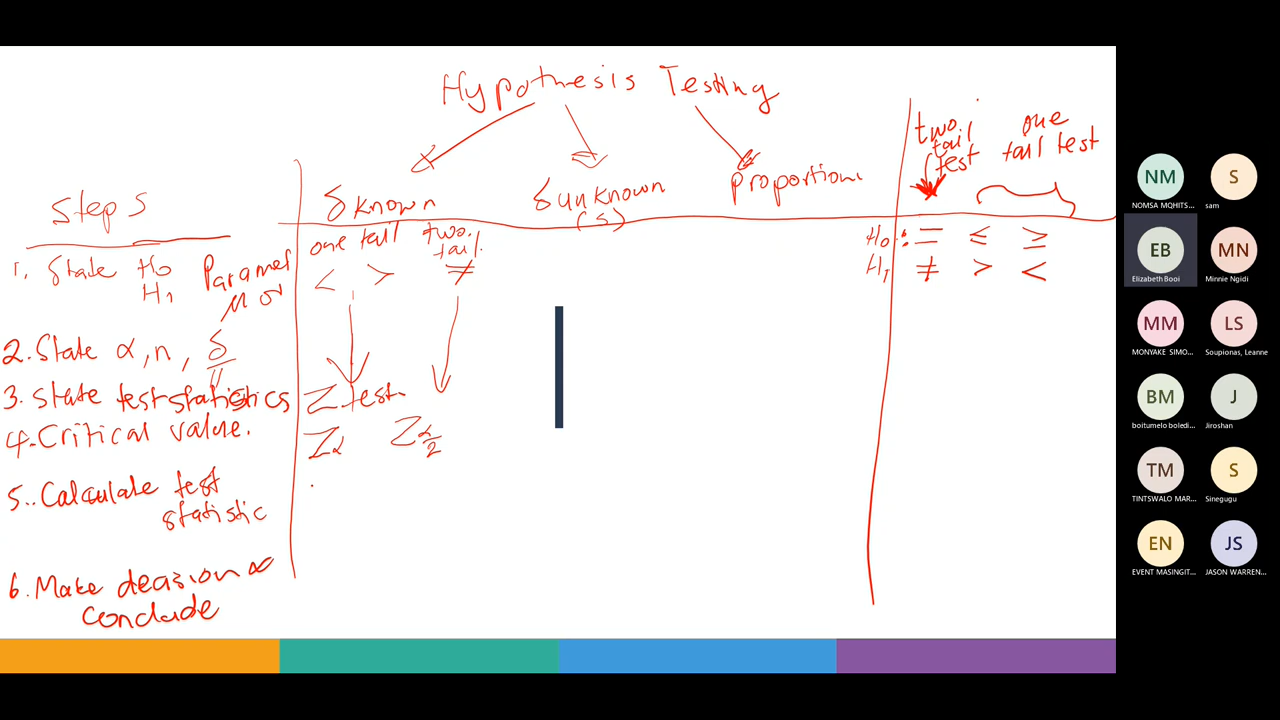 Hypothesis Testing
Steps
δ known
δ unknown
(s)
Proportion
two
tail
test
one
tail test
one tail
two
tail.
H0 : = ≤ ≥
H1 ≠ > <
1. State H0
H1
Parameter
μ or
< > ≠
2. State α, n, δ
3. State test statistics
Z test
4. Critical value.
Zα Zα/2
5.. Calculate test
statistic
6. Make decision &
conclude
NM
NOMSA MQHITS...
S
sam
EB
Elizabeth Booi
MN
Minnie Ngidi
MM
MONYAKE SIMO...
LS
Soupionas, Leanne
BM
boitumelo boledi...
J
Jiroshan
TM
TINTSWALO MAR...
S
Sinegugu
EN
EVENT MASINGIT...
JS
JASON WARREN...